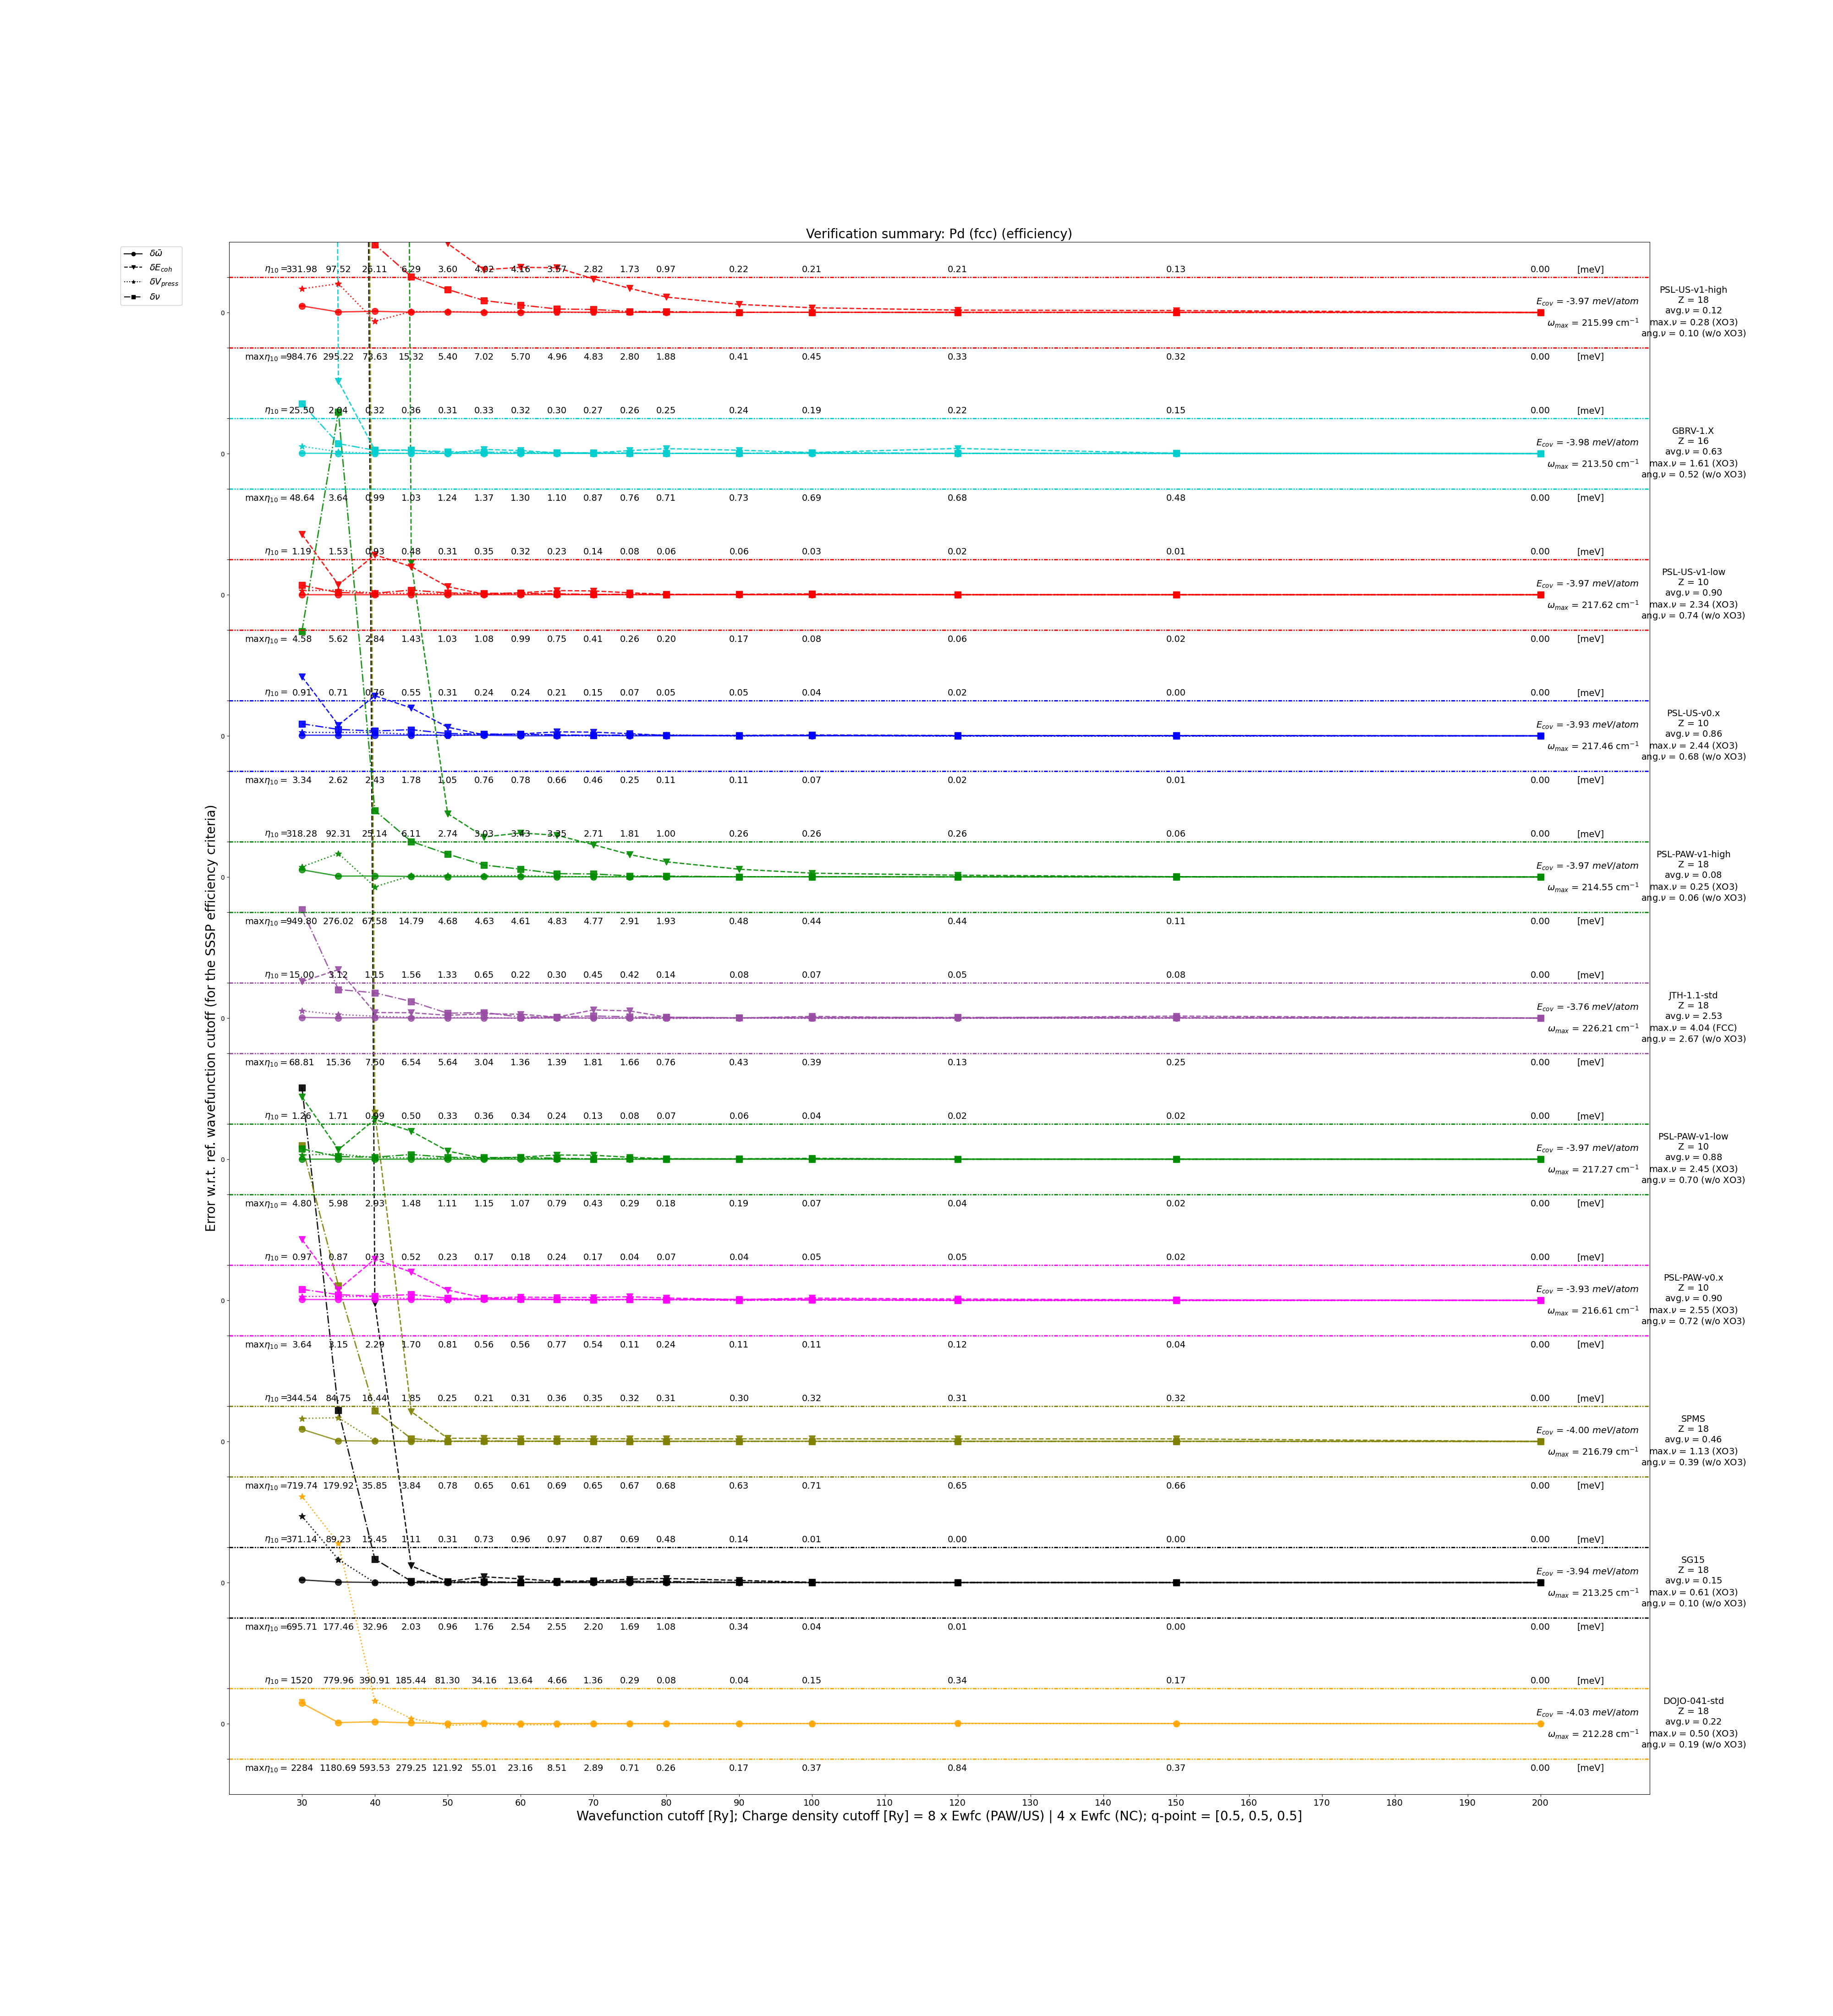 Verification summary: Pd (fcc) (efficiency)
δω̄
δE_coh
δV_press
δν
Error w.r.t. ref. wavefunction cutoff (for the SSSP efficiency criteria)
η₁₀ = 331.98 97.52 26.11 6.29 3.60 4.02 4.16 3.57 2.82 1.73 0.97 0.22 0.21 0.21 0.13 0.00 [meV]
0
E_cov = -3.97 meV/atom
ω_max = 215.99 cm⁻¹
PSL-US-v1-high
Z = 18
avg.ν = 0.12
max.ν = 0.28 (XO3)
ang.ν = 0.10 (w/o XO3)
maxη₁₀ = 984.76 295.22 73.63 15.32 5.40 7.02 5.70 4.96 4.83 2.80 1.88 0.41 0.45 0.33 0.32 0.00 [meV]
η₁₀ = 25.50 2.04 0.32 0.36 0.31 0.33 0.32 0.30 0.27 0.26 0.25 0.24 0.19 0.22 0.15 0.00 [meV]
0
E_cov = -3.98 meV/atom
ω_max = 213.50 cm⁻¹
GBRV-1.X
Z = 16
avg.ν = 0.63
max.ν = 1.61 (XO3)
ang.ν = 0.52 (w/o XO3)
maxη₁₀ = 48.64 3.64 0.99 1.03 1.24 1.37 1.30 1.10 0.87 0.76 0.71 0.73 0.69 0.68 0.48 0.00 [meV]
η₁₀ = 1.19 1.53 0.93 0.48 0.31 0.35 0.32 0.23 0.14 0.08 0.06 0.06 0.03 0.02 0.01 0.00 [meV]
0
E_cov = -3.97 meV/atom
ω_max = 217.62 cm⁻¹
PSL-US-v1-low
Z = 10
avg.ν = 0.90
max.ν = 2.34 (XO3)
ang.ν = 0.74 (w/o XO3)
maxη₁₀ = 4.58 5.62 2.84 1.43 1.03 1.08 0.99 0.75 0.41 0.26 0.20 0.17 0.08 0.06 0.02 0.00 [meV]
η₁₀ = 0.91 0.71 0.76 0.55 0.31 0.24 0.24 0.21 0.15 0.07 0.05 0.05 0.04 0.02 0.00 0.00 [meV]
0
E_cov = -3.93 meV/atom
ω_max = 217.46 cm⁻¹
PSL-US-v0.x
Z = 10
avg.ν = 0.86
max.ν = 2.44 (XO3)
ang.ν = 0.68 (w/o XO3)
maxη₁₀ = 3.34 2.62 2.43 1.78 1.05 0.76 0.78 0.66 0.46 0.25 0.11 0.11 0.07 0.02 0.01 0.00 [meV]
η₁₀ = 318.28 92.31 25.14 6.11 2.74 3.03 3.43 3.35 2.71 1.81 1.00 0.26 0.26 0.26 0.06 0.00 [meV]
0
E_cov = -3.97 meV/atom
ω_max = 214.55 cm⁻¹
PSL-PAW-v1-high
Z = 18
avg.ν = 0.08
max.ν = 0.25 (XO3)
ang.ν = 0.06 (w/o XO3)
maxη₁₀ = 949.80 276.02 67.58 14.79 4.68 4.63 4.61 4.83 4.77 2.91 1.93 0.48 0.44 0.44 0.11 0.00 [meV]
η₁₀ = 15.00 3.12 1.15 1.56 1.33 0.65 0.22 0.30 0.45 0.42 0.14 0.08 0.07 0.05 0.08 0.00 [meV]
0
E_cov = -3.76 meV/atom
ω_max = 226.21 cm⁻¹
JTH-1.1-std
Z = 18
avg.ν = 2.53
max.ν = 4.04 (FCC)
ang.ν = 2.67 (w/o XO3)
maxη₁₀ = 68.81 15.36 7.50 6.54 5.64 3.04 1.36 1.39 1.81 1.66 0.76 0.43 0.39 0.13 0.25 0.00 [meV]
η₁₀ = 1.26 1.71 0.99 0.50 0.33 0.36 0.34 0.24 0.13 0.08 0.07 0.06 0.04 0.02 0.02 0.00 [meV]
0
E_cov = -3.97 meV/atom
ω_max = 217.27 cm⁻¹
PSL-PAW-v1-low
Z = 10
avg.ν = 0.88
max.ν = 2.45 (XO3)
ang.ν = 0.70 (w/o XO3)
maxη₁₀ = 4.80 5.98 2.93 1.48 1.11 1.15 1.07 0.79 0.43 0.29 0.18 0.19 0.07 0.04 0.02 0.00 [meV]
η₁₀ = 0.97 0.87 0.73 0.52 0.23 0.17 0.18 0.24 0.17 0.04 0.07 0.04 0.05 0.05 0.02 0.00 [meV]
0
E_cov = -3.93 meV/atom
ω_max = 216.61 cm⁻¹
PSL-PAW-v0.x
Z = 10
avg.ν = 0.90
max.ν = 2.55 (XO3)
ang.ν = 0.72 (w/o XO3)
maxη₁₀ = 3.64 3.15 2.29 1.70 0.81 0.56 0.56 0.77 0.54 0.11 0.24 0.11 0.11 0.12 0.04 0.00 [meV]
η₁₀ = 344.54 84.75 16.44 1.85 0.25 0.21 0.31 0.36 0.35 0.32 0.31 0.30 0.32 0.31 0.32 0.00 [meV]
0
E_cov = -4.00 meV/atom
ω_max = 216.79 cm⁻¹
SPMS
Z = 18
avg.ν = 0.46
max.ν = 1.13 (XO3)
ang.ν = 0.39 (w/o XO3)
maxη₁₀ = 719.74 179.92 35.85 3.84 0.78 0.65 0.61 0.69 0.65 0.67 0.68 0.63 0.71 0.65 0.66 0.00 [meV]
η₁₀ = 371.14 89.23 15.45 1.11 0.31 0.73 0.96 0.97 0.87 0.69 0.48 0.14 0.01 0.00 0.00 0.00 [meV]
0
E_cov = -3.94 meV/atom
ω_max = 213.25 cm⁻¹
SG15
Z = 18
avg.ν = 0.15
max.ν = 0.61 (XO3)
ang.ν = 0.10 (w/o XO3)
maxη₁₀ = 695.71 177.46 32.96 2.03 0.96 1.76 2.54 2.55 2.20 1.69 1.08 0.34 0.04 0.01 0.00 0.00 [meV]
η₁₀ = 1520 779.96 390.91 185.44 81.30 34.16 13.64 4.66 1.36 0.29 0.08 0.04 0.15 0.34 0.17 0.00 [meV]
0
E_cov = -4.03 meV/atom
ω_max = 212.28 cm⁻¹
DOJO-041-std
Z = 18
avg.ν = 0.22
max.ν = 0.50 (XO3)
ang.ν = 0.19 (w/o XO3)
maxη₁₀ = 2284 1180.69 593.53 279.25 121.92 55.01 23.16 8.51 2.89 0.71 0.26 0.17 0.37 0.84 0.37 0.00 [meV]
30 40 50 60 70 80 90 100 110 120 130 140 150 160 170 180 190 200
Wavefunction cutoff [Ry]; Charge density cutoff [Ry] = 8 x Ewfc (PAW/US) | 4 x Ewfc (NC); q-point = [0.5, 0.5, 0.5]